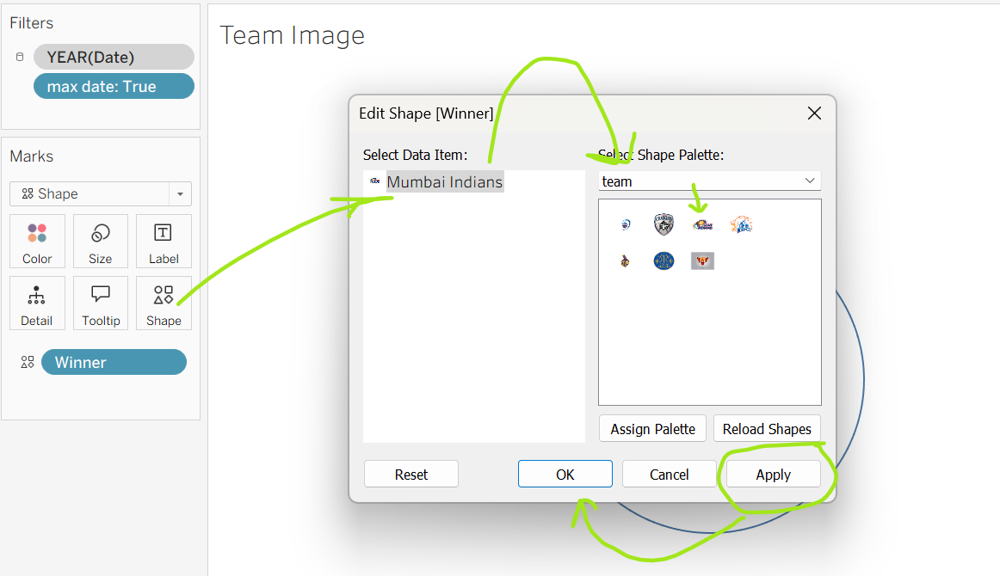 Filters
YEAR(Date)
max date: True
Marks
Shape
Color
Size
Label
Detail
Tooltip
Shape
Winner
Team Image
Edit Shape [Winner]
Select Data Item:
Mumbai Indians
Select Shape Palette:
team
Assign Palette
Reload Shapes
Reset
OK
Cancel
Apply